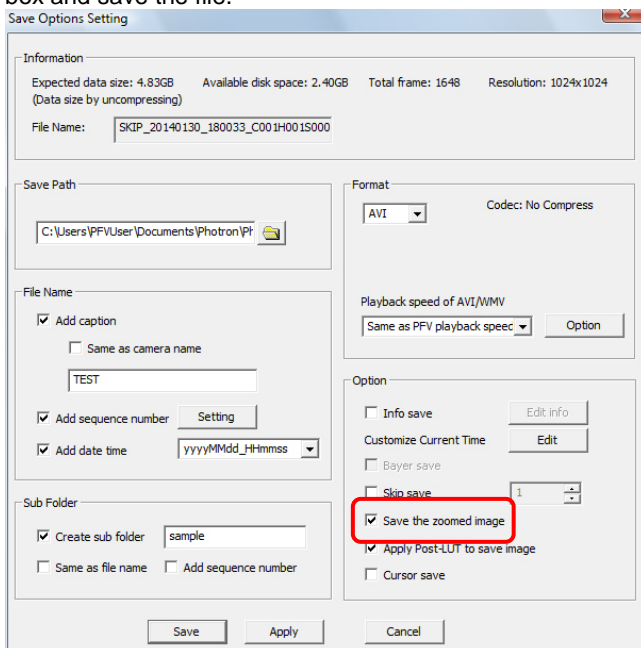 box and save the file.
Save Options Setting
Information
Expected data size: 4.83GB Available disk space: 2.40GB Total frame: 1648 Resolution: 1024x1024
(Data size by uncompressing)
File Name: SKIP_20140130_180033_C001H001S000
Save Path
C:\Users\PFVUser\Documents\Photron\Ph
Format
AVI Codec: No Compress
Playback speed of AVI/WMV
Same as PFV playback speed Option
File Name
Add caption
Same as camera name
TEST
Add sequence number Setting
Add date time yyyyMMdd_HHmmss
Option
Info save Edit info
Customize Current Time Edit
Bayer save
Skip save 1
Save the zoomed image
Apply Post-LUT to save image
Cursor save
Sub Folder
Create sub folder sample
Same as file name Add sequence number
Save Apply Cancel